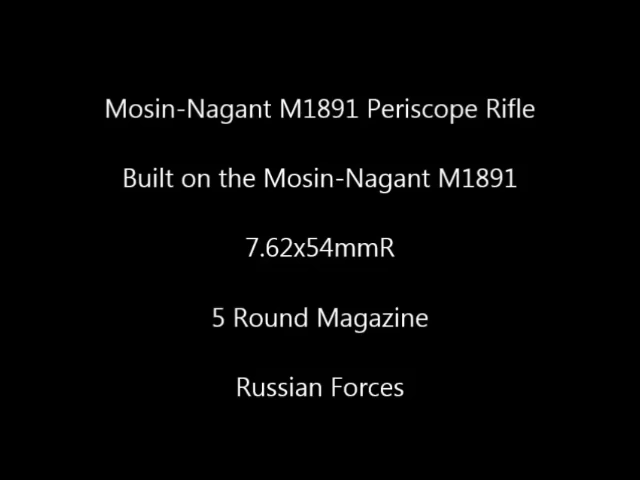 Mosin-Nagant M1891 Periscope Rifle
Built on the Mosin-Nagant M1891
7.62x54mmR
5 Round Magazine
Russian Forces